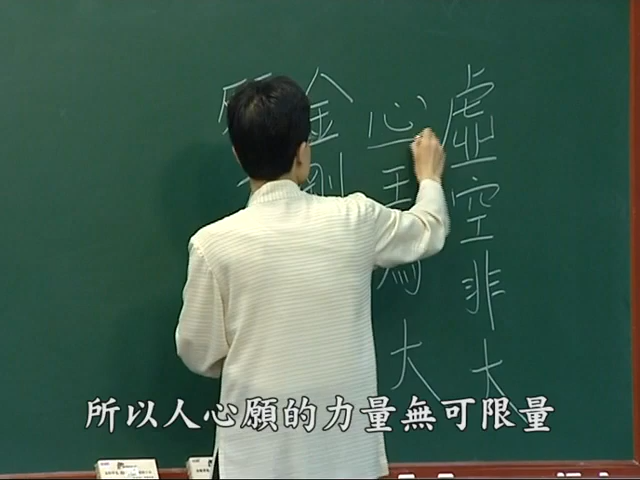 虛空非大
心王為大
金剛
願
所以人心願的力量無可限量